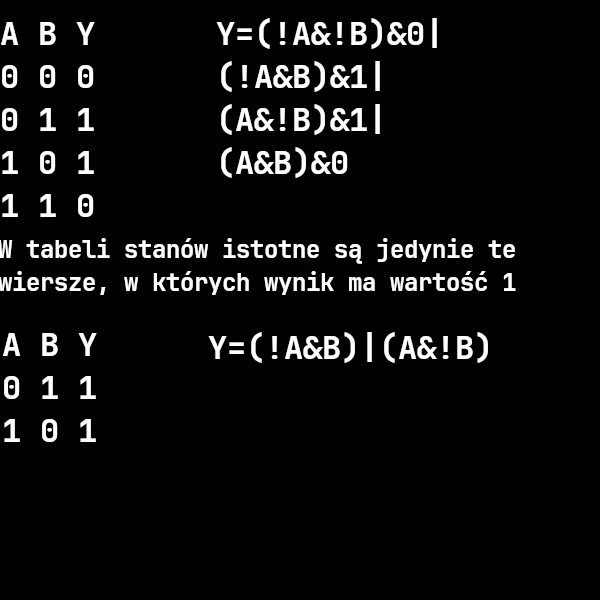 A B Y Y=(!A&!B)&0|
0 0 0 (!A&B)&1|
0 1 1 (A&!B)&1|
1 0 1 (A&B)&0
1 1 0
W tabeli stanów istotne są jedynie te
wiersze, w których wynik ma wartość 1
A B Y Y=(!A&B)|(A&!B)
0 1 1
1 0 1